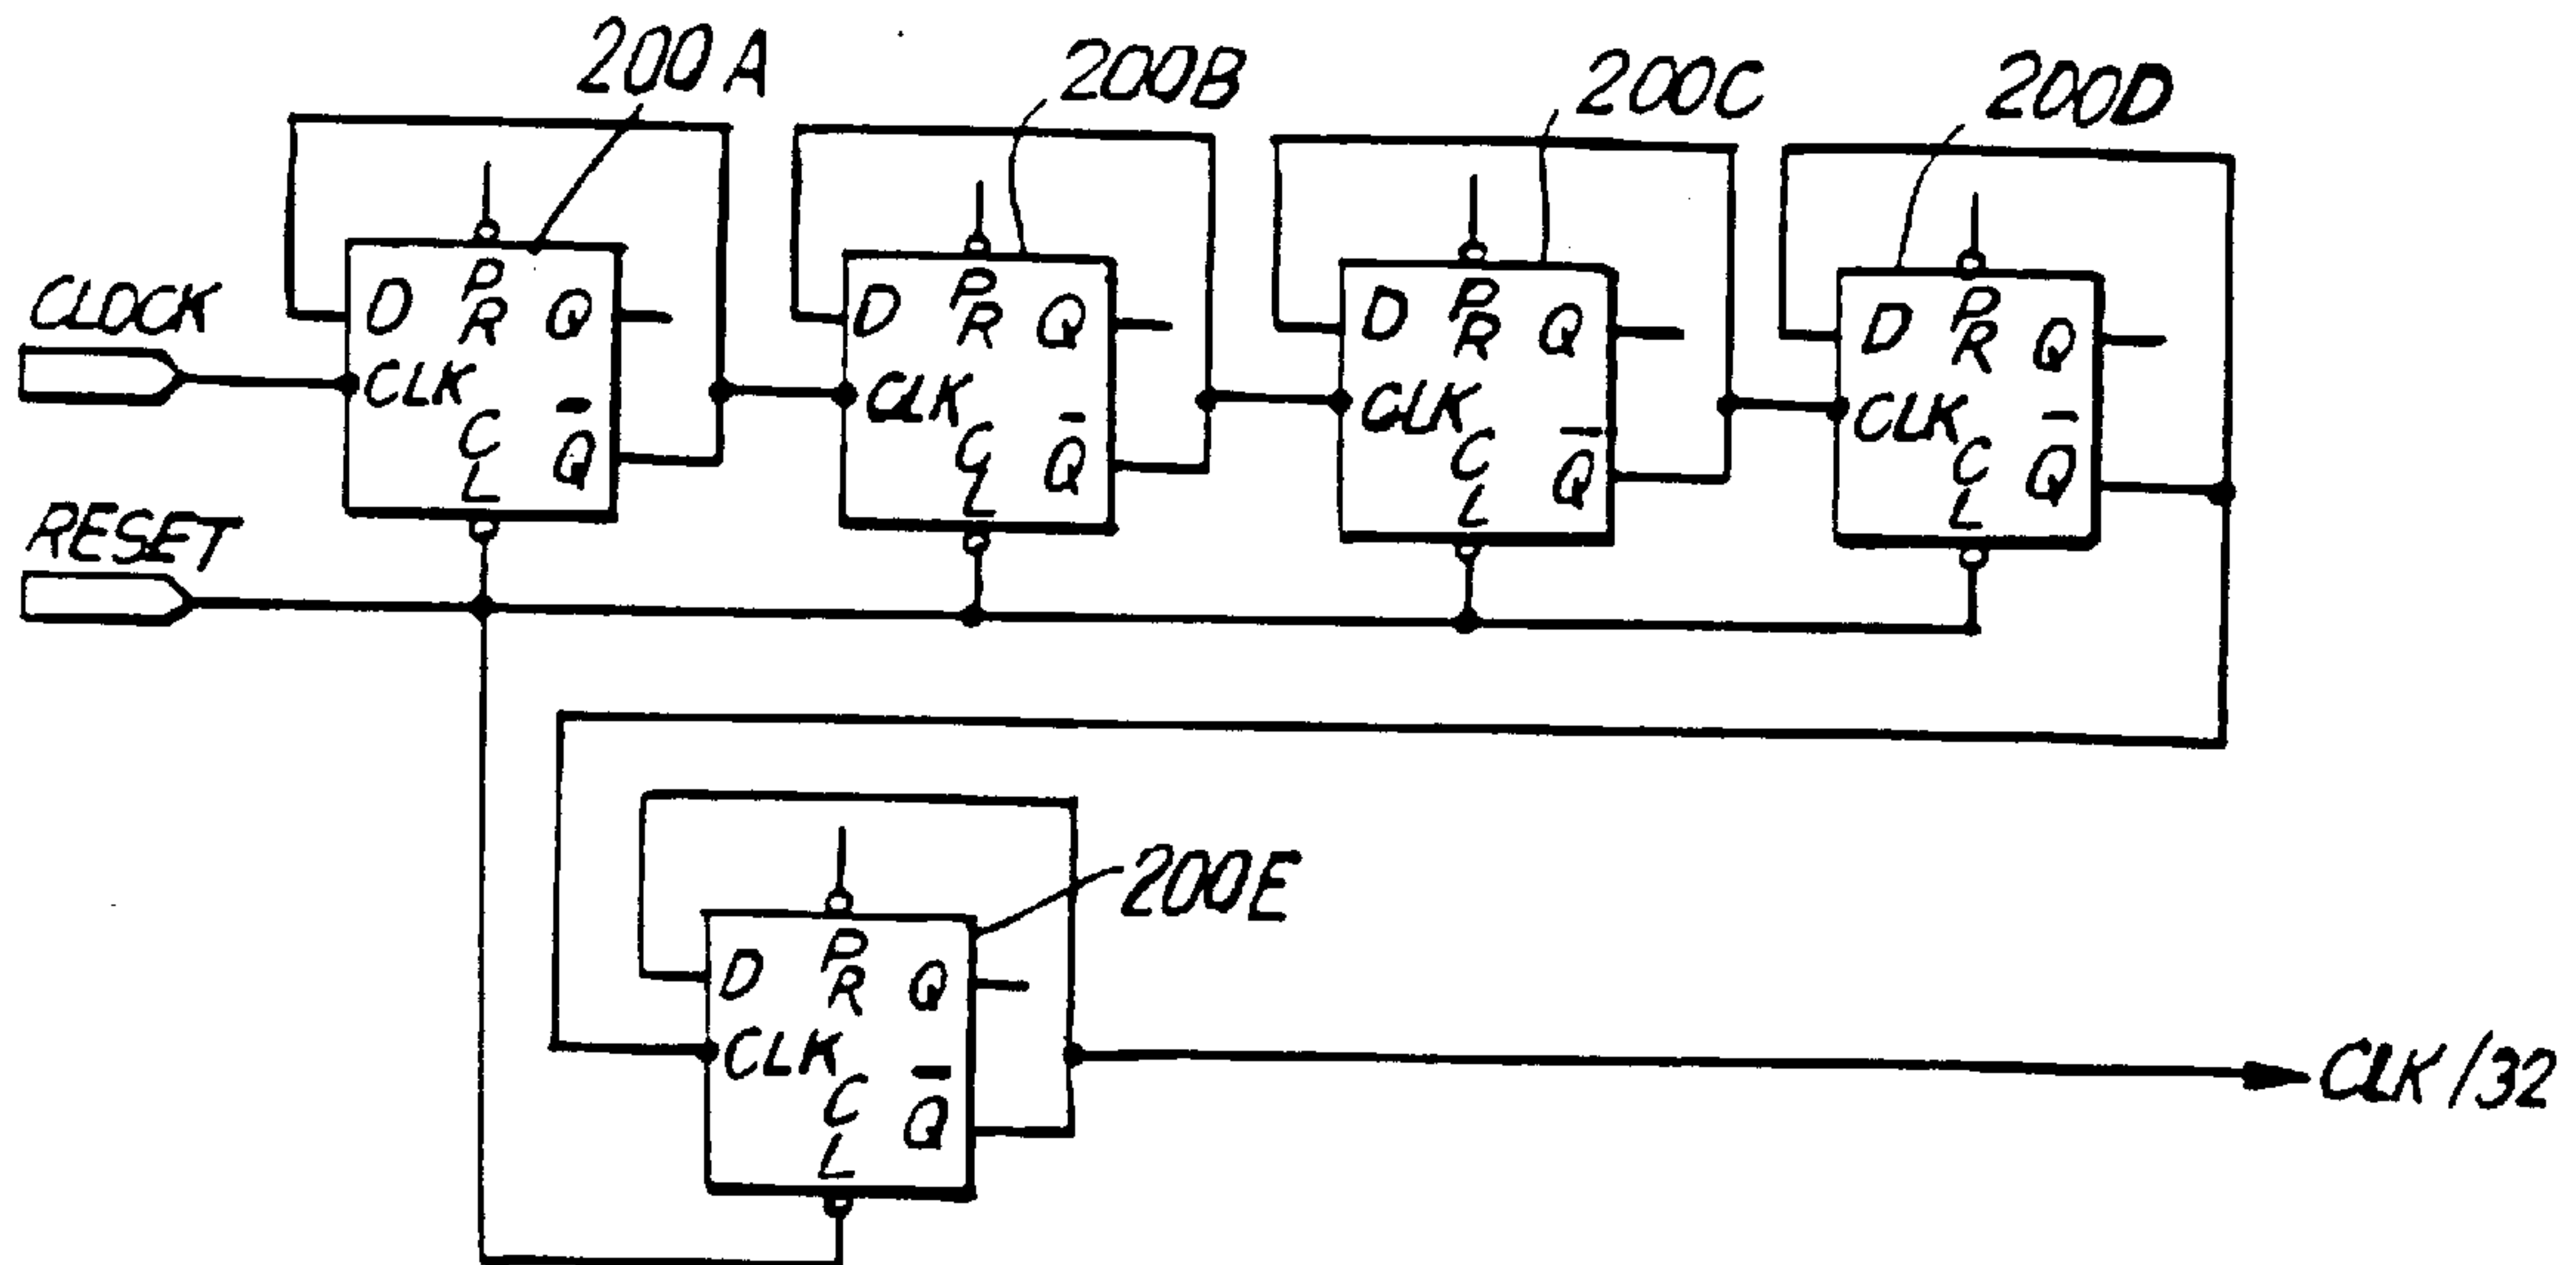 200A 200B 200C 200D
CLOCK
D PR Q
CLK
CL Q̅
D PR Q
CLK
CL Q̅
D PR Q
CLK
CL Q̅
D PR Q
CLK
CL Q̅
RESET
200E
D PR Q
CLK
CL Q̅
CLK/32